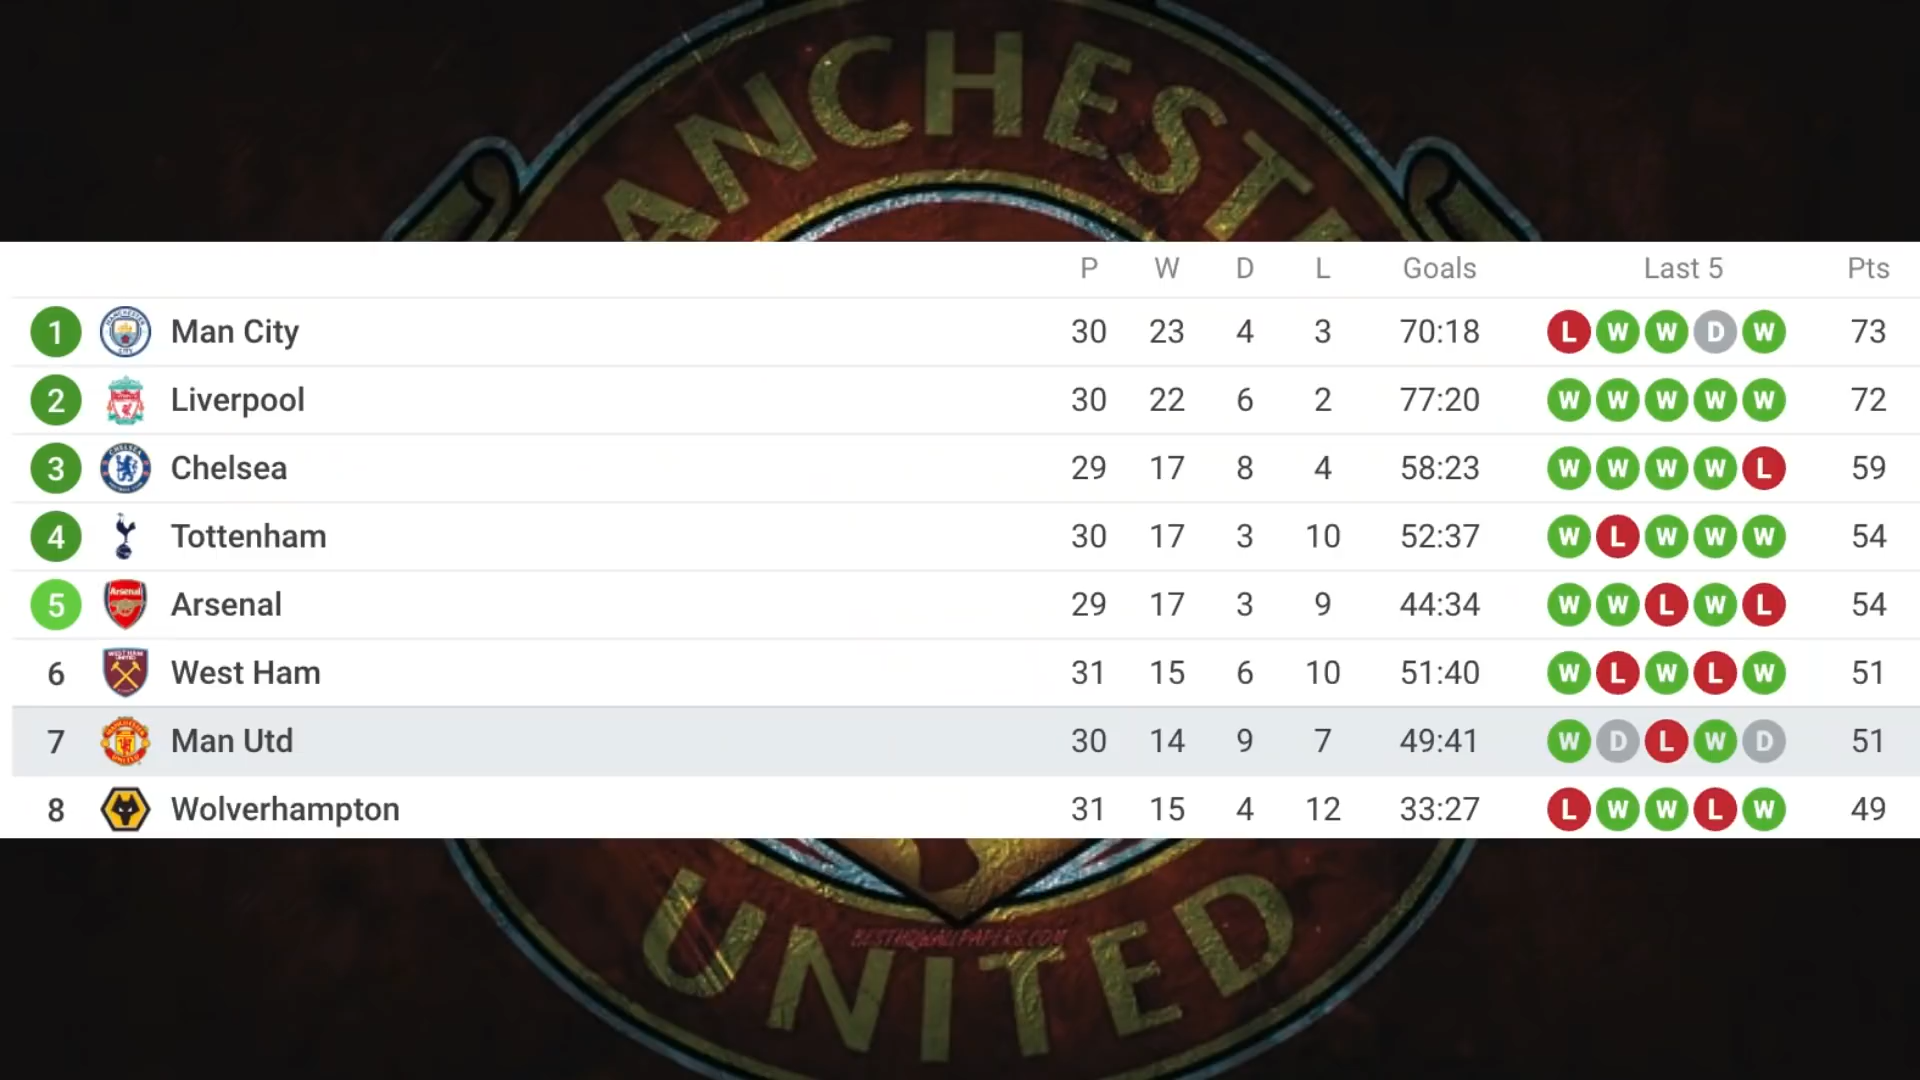 ANCHESTE
P W D L Goals Last 5 Pts
1 Man City 30 23 4 3 70:18 L W W D W 73
2 Liverpool 30 22 6 2 77:20 W W W W W 72
3 Chelsea 29 17 8 4 58:23 W W W W L 59
4 Tottenham 30 17 3 10 52:37 W L W W W 54
5 Arsenal 29 17 3 9 44:34 W W L W L 54
6 West Ham 31 15 6 10 51:40 W L W L W 51
7 Man Utd 30 14 9 7 49:41 W D L W D 51
8 Wolverhampton 31 15 4 12 33:27 L W W L W 49
BESTHQWALLPAPERS.COM
UNITED